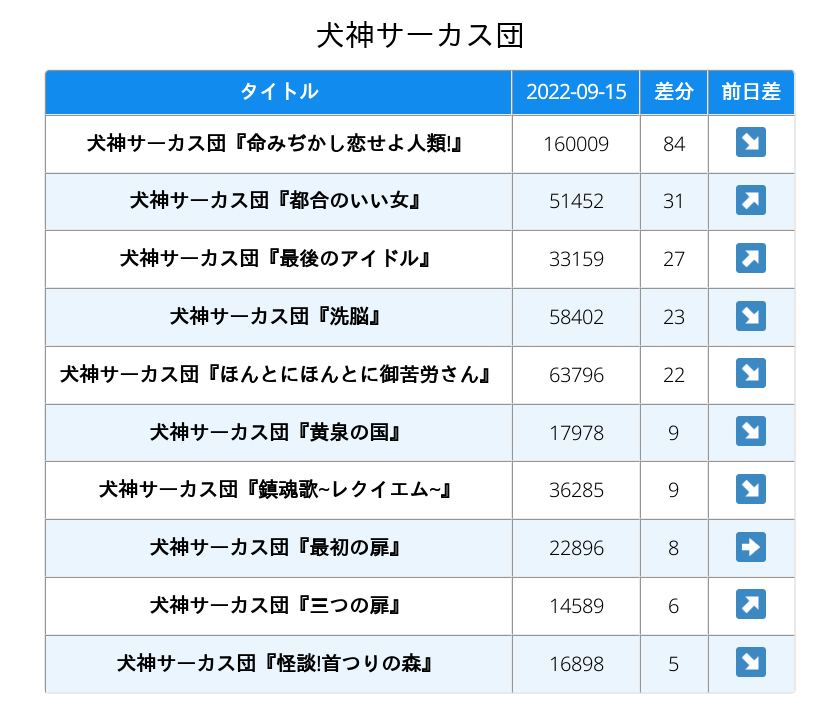 犬神サーカス団
タイトル 2022-09-15 差分 前日差
犬神サーカス団『命みぢかし恋せよ人類!』 160009 84 ↘
犬神サーカス団『都合のいい女』 51452 31 ↗
犬神サーカス団『最後のアイドル』 33159 27 ↗
犬神サーカス団『洗脳』 58402 23 ↘
犬神サーカス団『ほんとにほんとに御苦労さん』 63796 22 ↘
犬神サーカス団『黄泉の国』 17978 9 ↘
犬神サーカス団『鎮魂歌~レクイエム~』 36285 9 ↘
犬神サーカス団『最初の扉』 22896 8 ➡
犬神サーカス団『三つの扉』 14589 6 ↗
犬神サーカス団『怪談!首つりの森』 16898 5 ↘